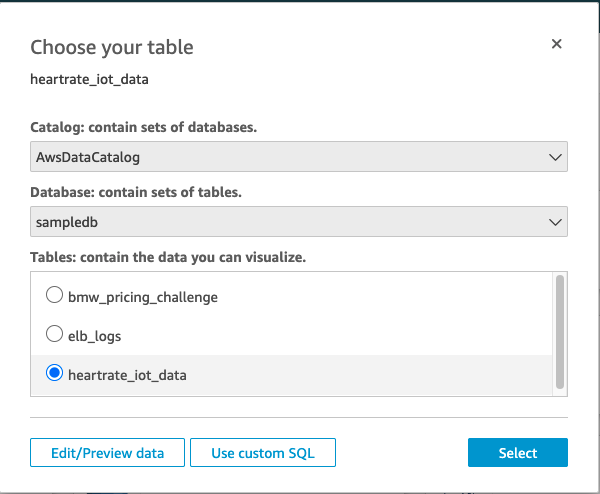 Choose your table
heartrate_iot_data
Catalog: contain sets of databases.
AwsDataCatalog
Database: contain sets of tables.
sampledb
Tables: contain the data you can visualize.
bmw_pricing_challenge
elb_logs
heartrate_iot_data
Edit/Preview data
Use custom SQL
Select